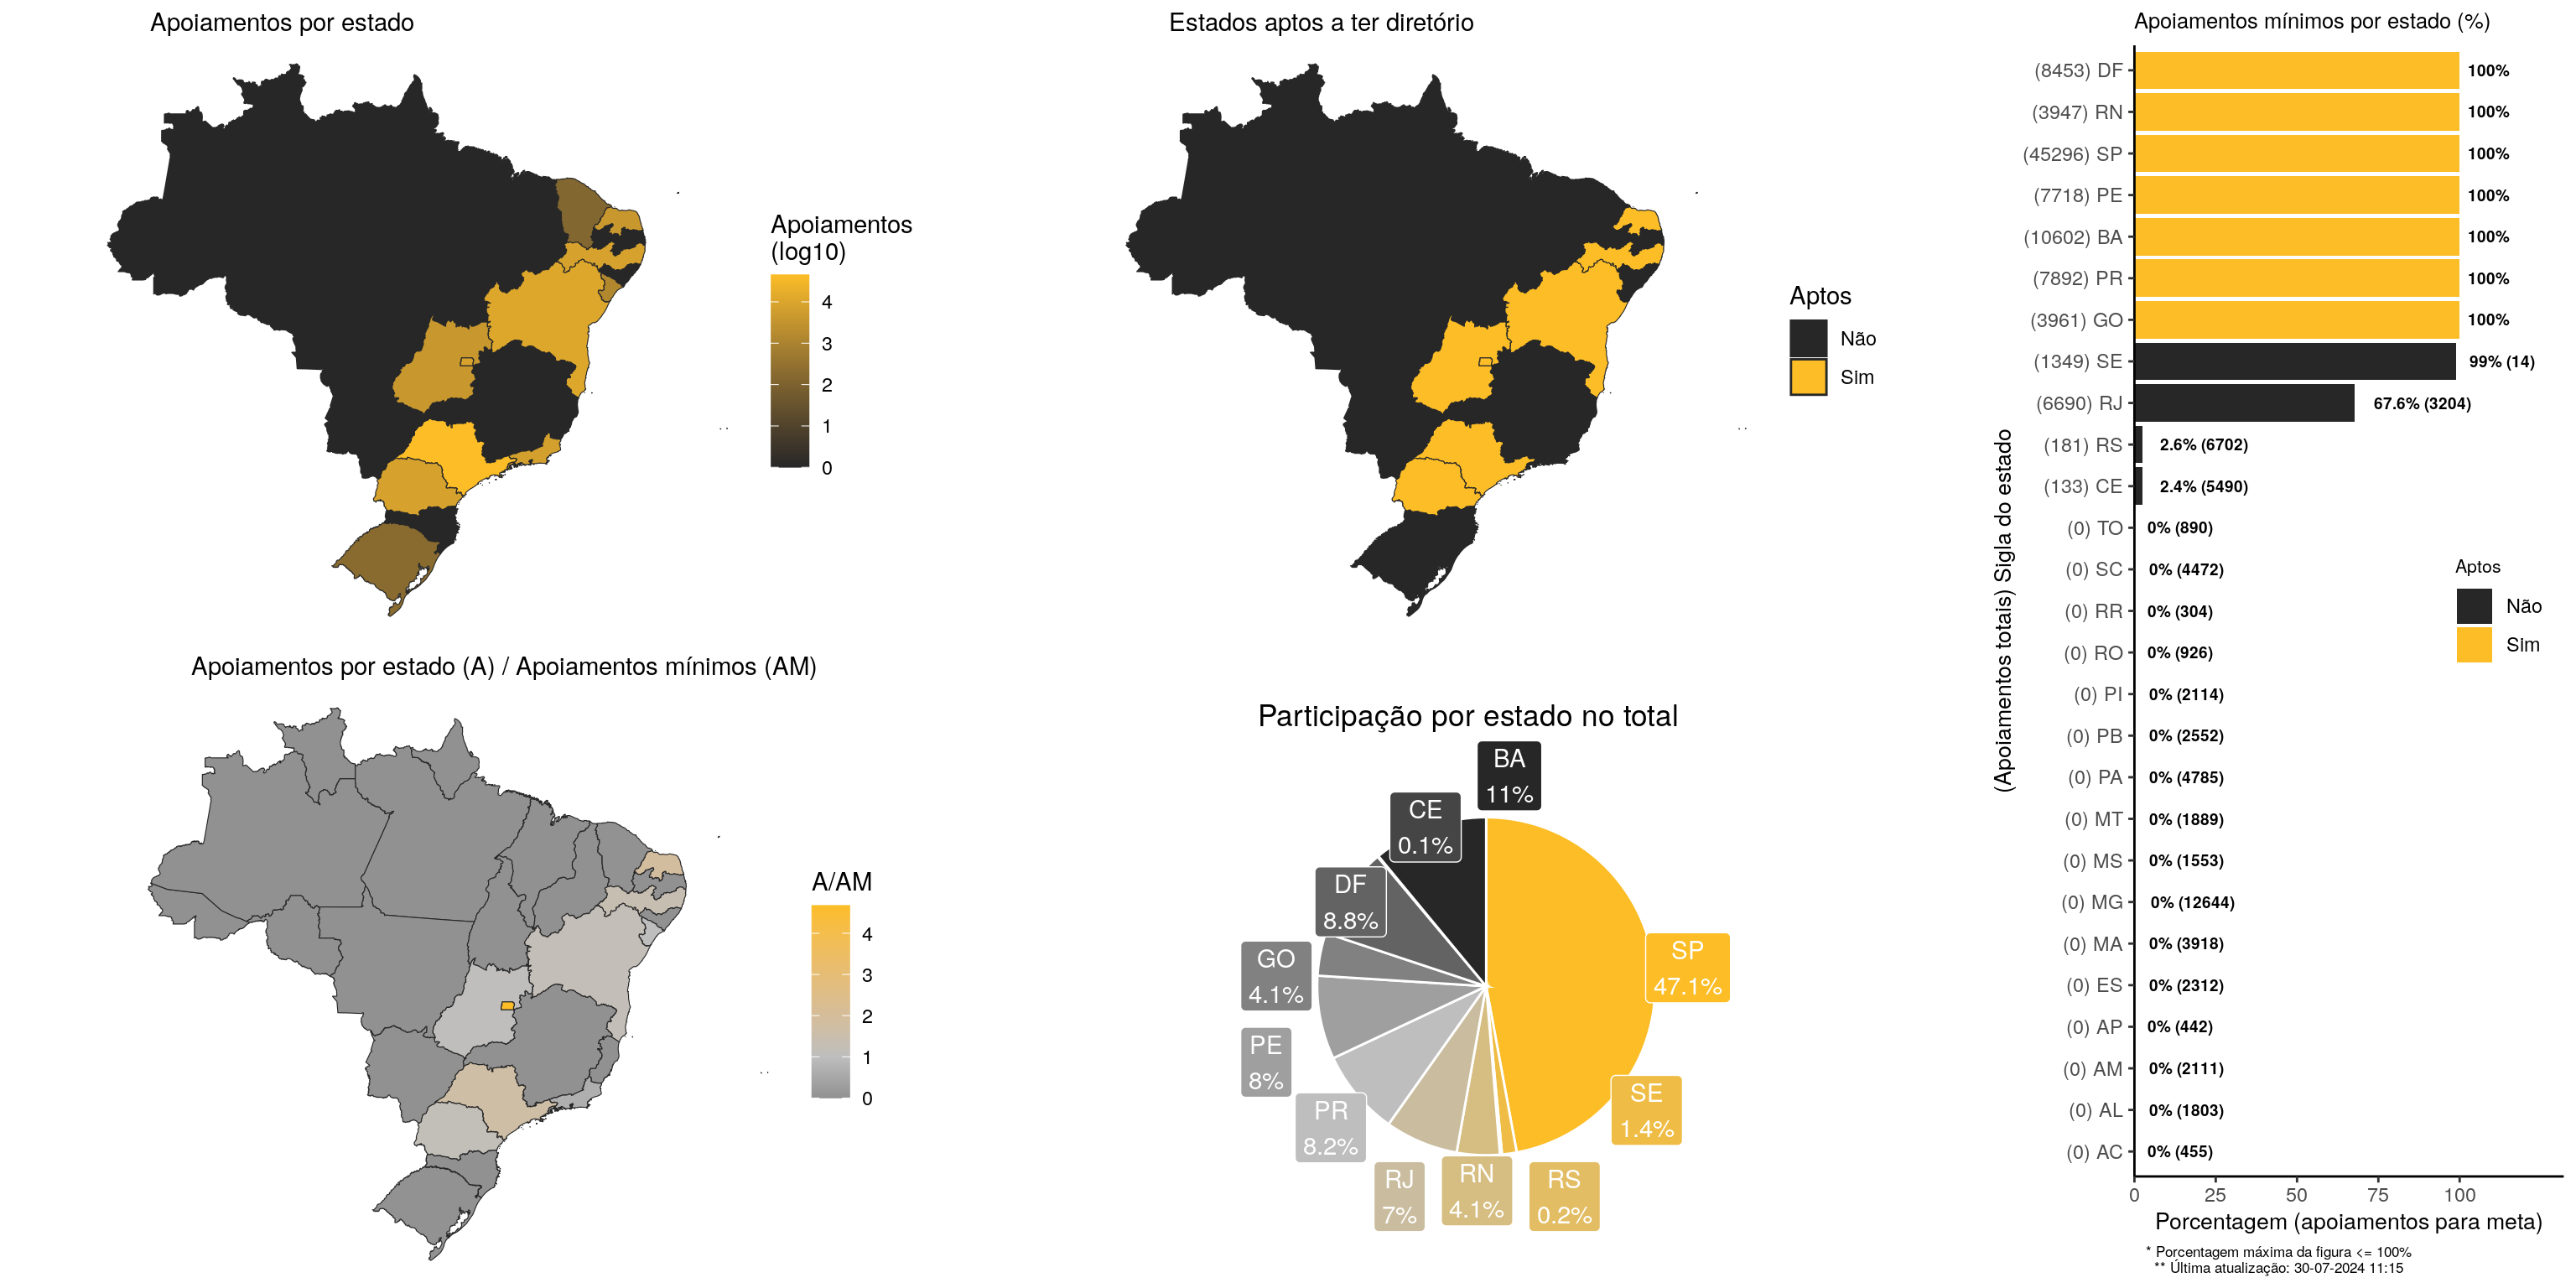 Apoiamentos por estado
Apoiamentos
(log10)
4
3
2
1
0
Estados aptos a ter diretório
Aptos
Não
Sim
Apoiamentos por estado (A) / Apoiamentos mínimos (AM)
A/AM
4
3
2
1
0
Participação por estado no total
BA
11%
CE
0.1%
DF
8.8%
GO
4.1%
PE
8%
PR
8.2%
RJ
7%
RN
4.1%
RS
0.2%
SE
1.4%
SP
47.1%
Apoiamentos mínimos por estado (%)
(Apoiamentos totais) Sigla do estado
(8453) DF 100%
(3947) RN 100%
(45296) SP 100%
(7718) PE 100%
(10602) BA 100%
(7892) PR 100%
(3961) GO 100%
(1349) SE 99% (14)
(6690) RJ 67.6% (3204)
(181) RS 2.6% (6702)
(133) CE 2.4% (5490)
(0) TO 0% (890)
(0) SC 0% (4472)
(0) RR 0% (304)
(0) RO 0% (926)
(0) PI 0% (2114)
(0) PB 0% (2552)
(0) PA 0% (4785)
(0) MT 0% (1889)
(0) MS 0% (1553)
(0) MG 0% (12644)
(0) MA 0% (3918)
(0) ES 0% (2312)
(0) AP 0% (442)
(0) AM 0% (2111)
(0) AL 0% (1803)
(0) AC 0% (455)
Aptos
Não
Sim
0 25 50 75 100
Porcentagem (apoiamentos para meta)
* Porcentagem máxima da figura <= 100%
** Última atualização: 30-07-2024 11:15